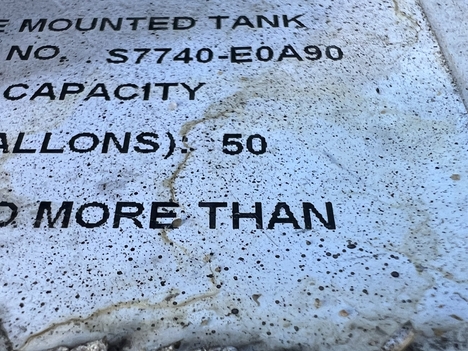 E MOUNTED TANK
NO. S7740-E0A90
CAPACITY
ALLONS): 50
O MORE THAN